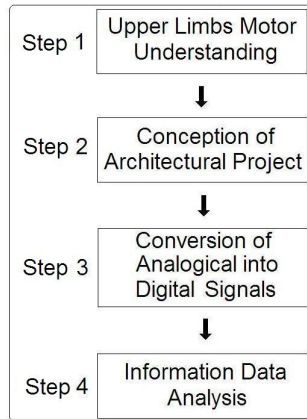 Step 1
Upper Limbs Motor
Understanding
Step 2
Conception of
Architectural Project
Step 3
Conversion of
Analogical into
Digital Signals
Step 4
Information Data
Analysis